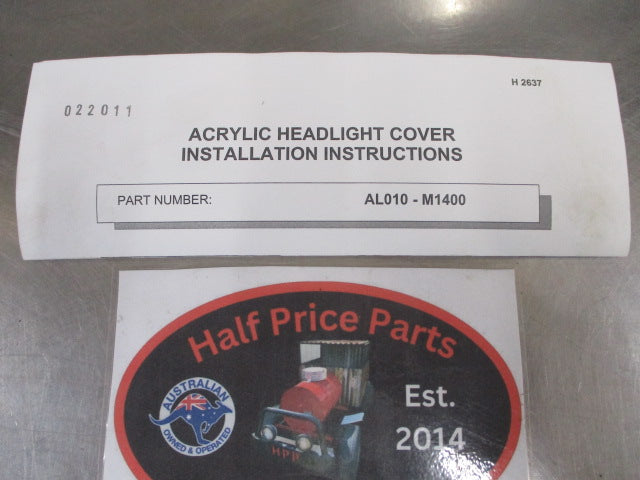 H 2637
022011
ACRYLIC HEADLIGHT COVER
INSTALLATION INSTRUCTIONS
PART NUMBER: AL010 - M1400
Half Price Parts
AUSTRALIAN
OWNED & OPERATED
Est.
2014
HPP